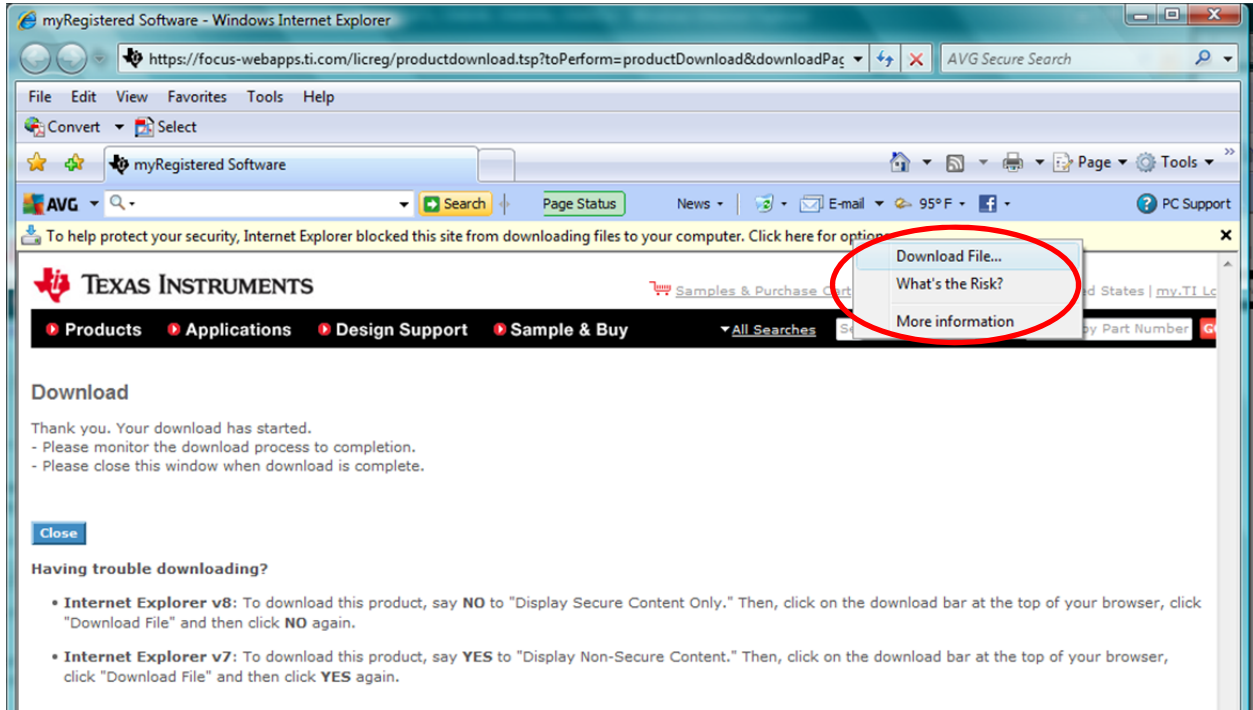 myRegistered Software - Windows Internet Explorer
https://focus-webapps.ti.com/licreg/productdownload.tsp?toPerform=productDownload&downloadPag AVG Secure Search
File Edit View Favorites Tools Help
Convert Select
myRegistered Software Page Tools
AVG Search Page Status News E-mail 95°F PC Support
To help protect your security, Internet Explorer blocked this site from downloading files to your computer. Click here for options
Download File...
What's the Risk?
More information
TEXAS INSTRUMENTS Samples & Purchase Cart States | my.TI
Products Applications Design Support Sample & Buy All Searches by Part Number
Download
Thank you. Your download has started.
- Please monitor the download process to completion.
- Please close this window when download is complete.
Close
Having trouble downloading?
• Internet Explorer v8: To download this product, say NO to "Display Secure Content Only." Then, click on the download bar at the top of your browser, click
"Download File" and then click NO again.
• Internet Explorer v7: To download this product, say YES to "Display Non-Secure Content." Then, click on the download bar at the top of your browser,
click "Download File" and then click YES again.